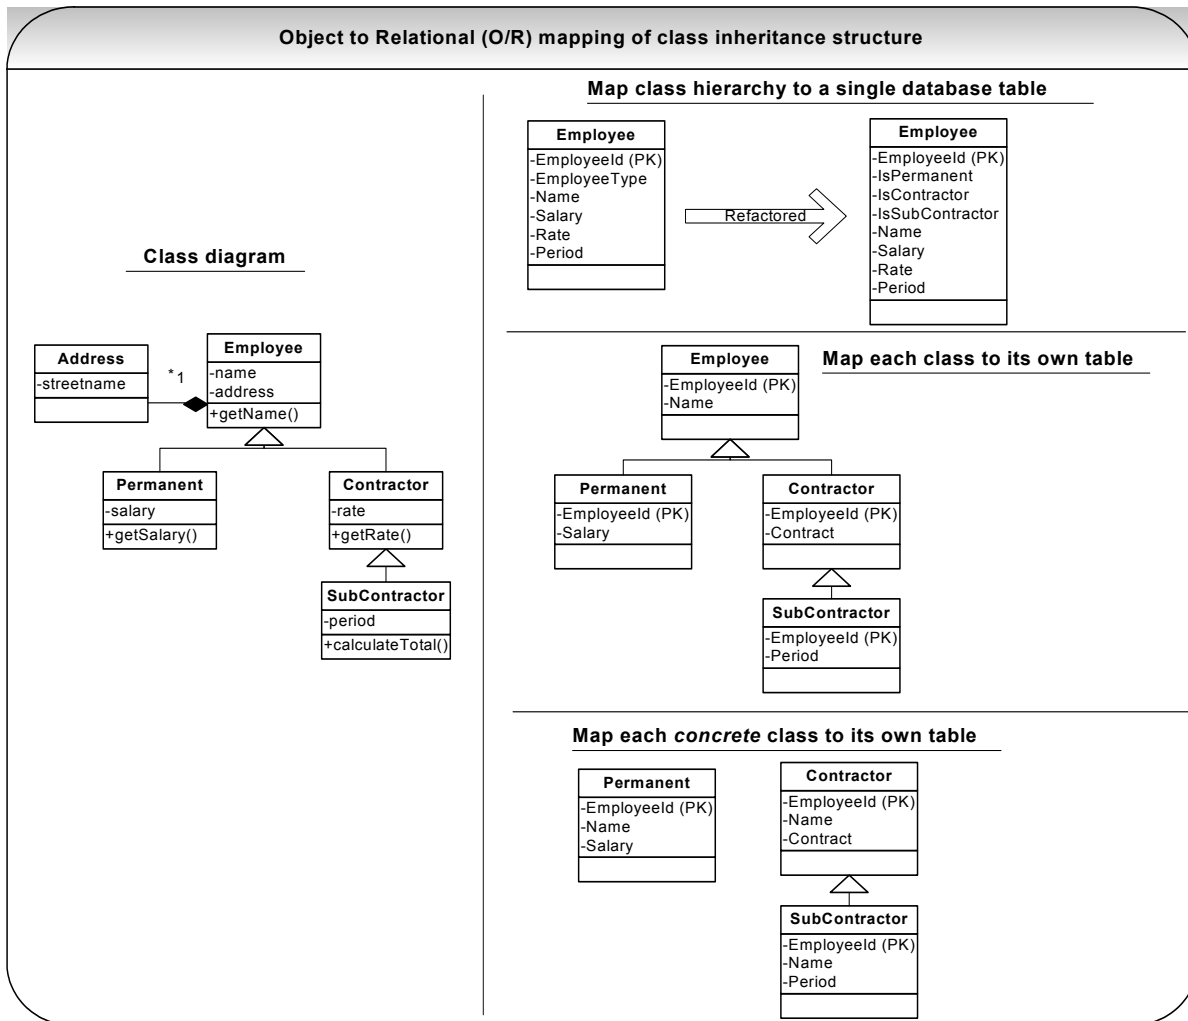 Object to Relational (O/R) mapping of class inheritance structure
Class diagram
Address
-streetname
* 1
Employee
-name
-address
+getName()
Permanent
-salary
+getSalary()
Contractor
-rate
+getRate()
SubContractor
-period
+calculateTotal()
Map class hierarchy to a single database table
Employee
-EmployeeId (PK)
-EmployeeType
-Name
-Salary
-Rate
-Period
Refactored
Employee
-EmployeeId (PK)
-IsPermanent
-IsContractor
-IsSubContractor
-Name
-Salary
-Rate
-Period
Map each class to its own table
Employee
-EmployeeId (PK)
-Name
Permanent
-EmployeeId (PK)
-Salary
Contractor
-EmployeeId (PK)
-Contract
SubContractor
-EmployeeId (PK)
-Period
Map each concrete class to its own table
Permanent
-EmployeeId (PK)
-Name
-Salary
Contractor
-EmployeeId (PK)
-Name
-Contract
SubContractor
-EmployeeId (PK)
-Name
-Period